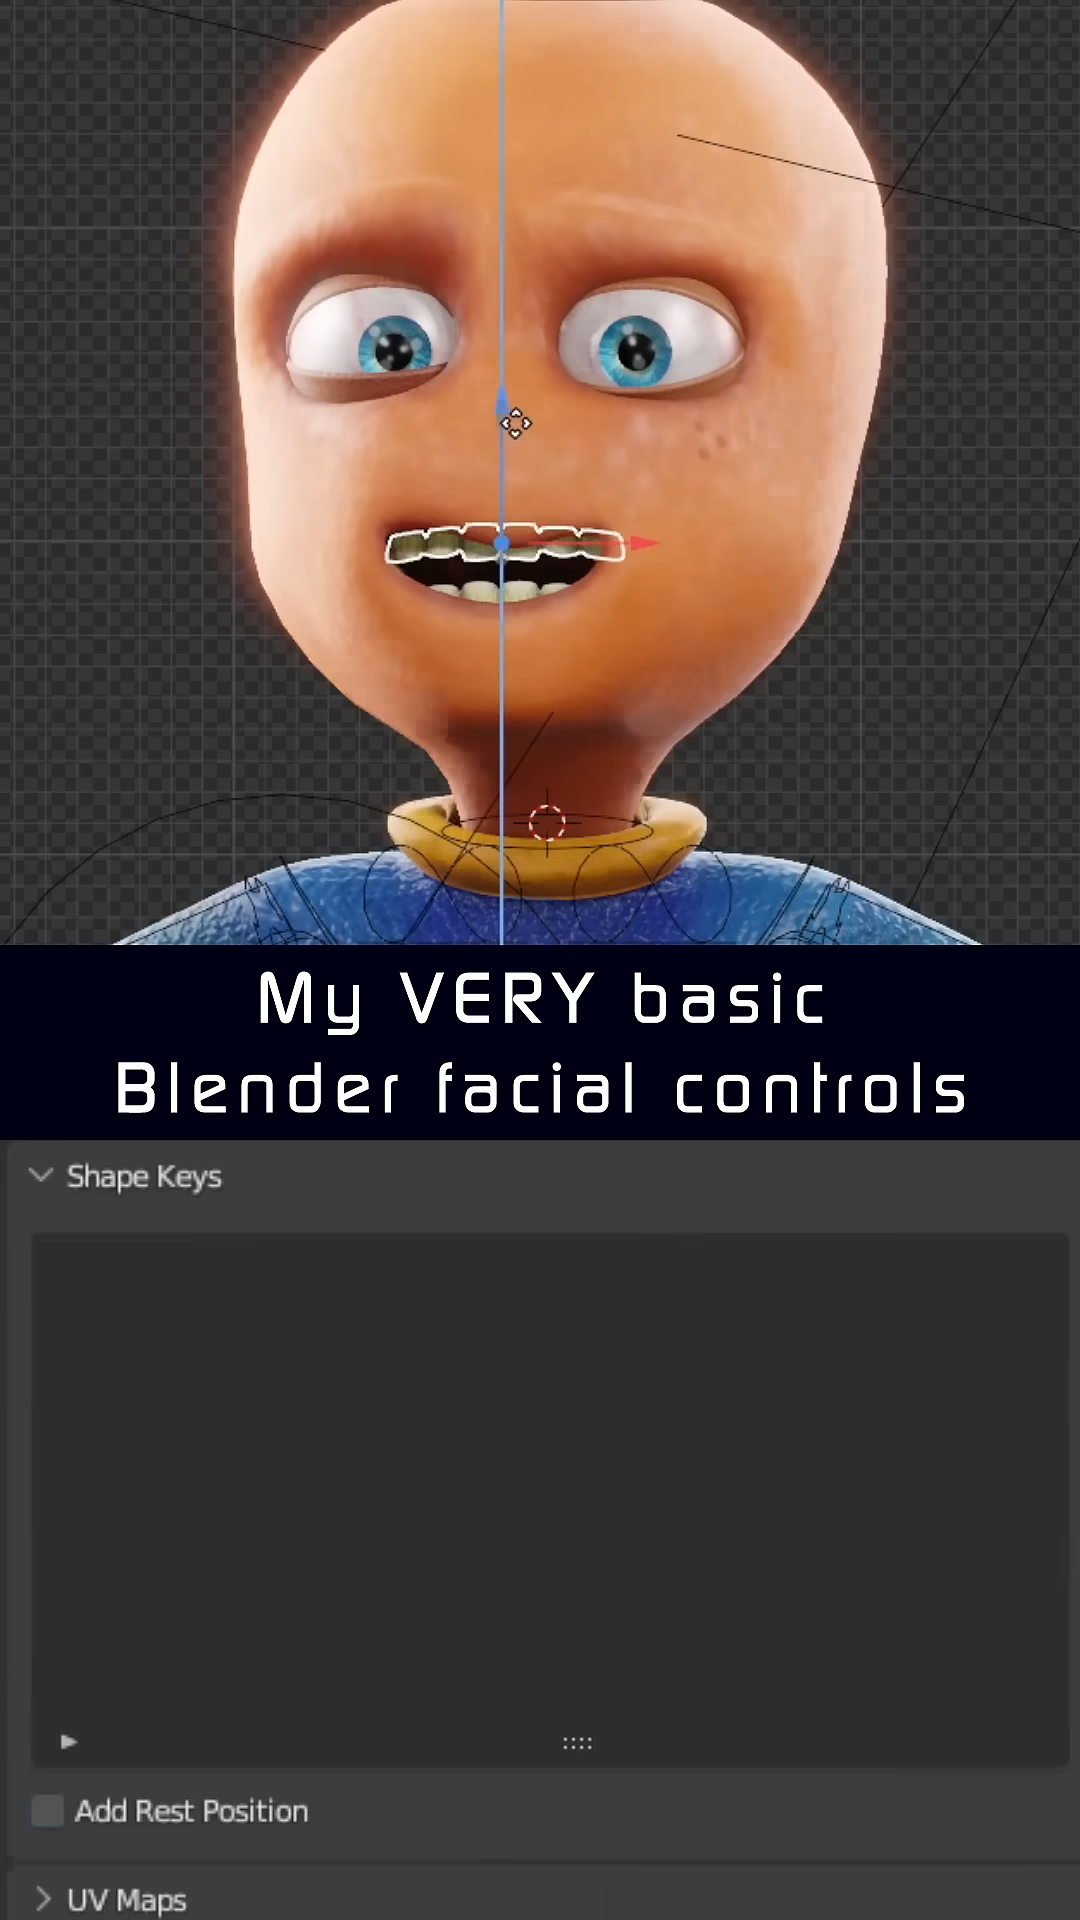 My VERY basic
Blender facial controls
Shape Keys
Add Rest Position
UV Maps